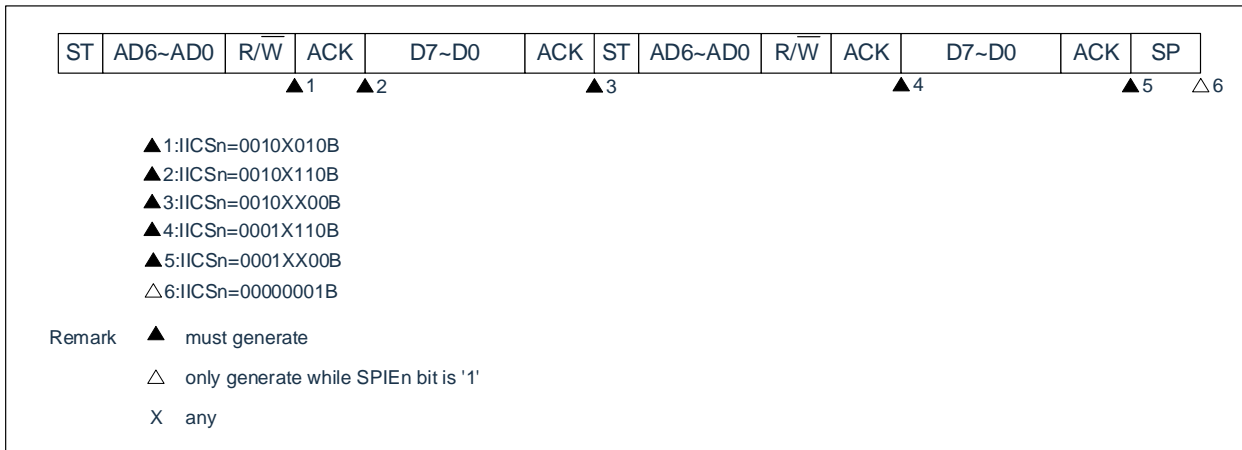 ST AD6~AD0 R/W̅ ACK D7~D0 ACK ST AD6~AD0 R/W̅ ACK D7~D0 ACK SP
▲1 ▲2 ▲3 ▲4 ▲5 △6
▲1:IICSn=0010X010B
▲2:IICSn=0010X110B
▲3:IICSn=0010XX00B
▲4:IICSn=0001X110B
▲5:IICSn=0001XX00B
△6:IICSn=00000001B
Remark ▲ must generate
△ only generate while SPIEn bit is '1'
X any